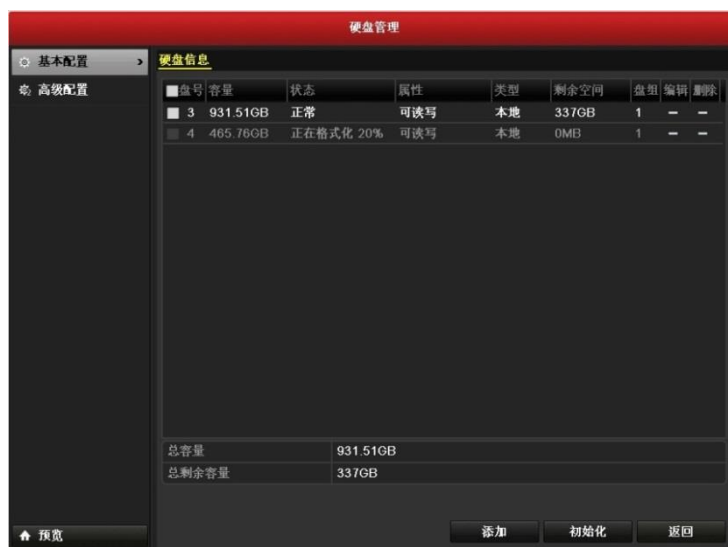 硬盘管理
基本配置 ›
高级配置
硬盘信息
盘号 容量 状态 属性 类型 剩余空间 盘组 编辑 删除
3 931.51GB 正常 可读写 本地 337GB 1 – –
4 465.76GB 正在格式化 20% 可读写 本地 0MB 1 – –
总容量 931.51GB
总剩余容量 337GB
预览 添加 初始化 返回